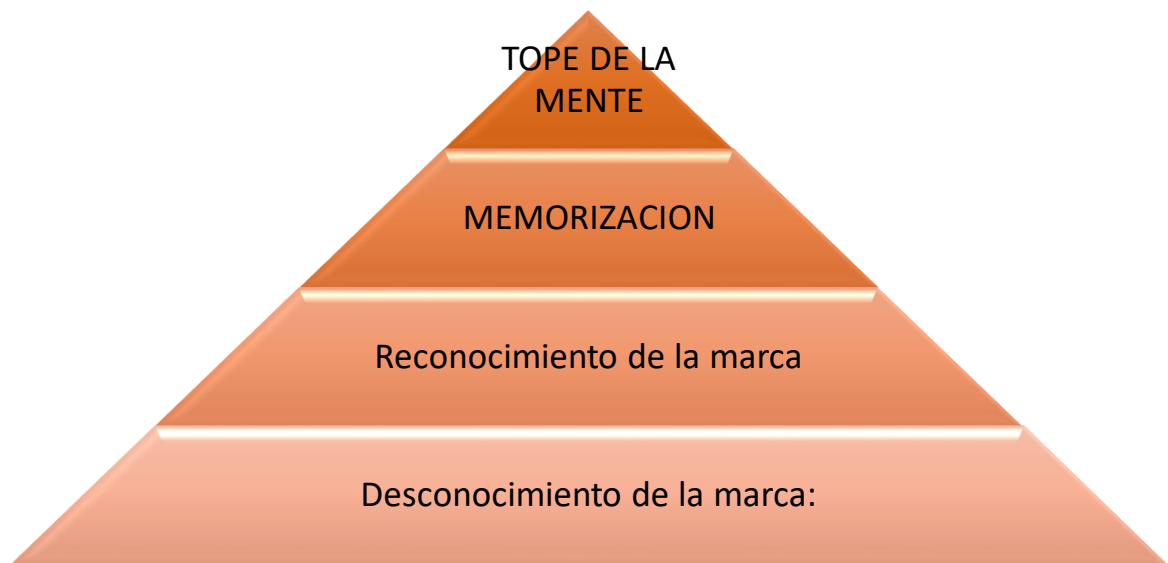 TOPE DE LA
MENTE
MEMORIZACION
Reconocimiento de la marca
Desconocimiento de la marca: